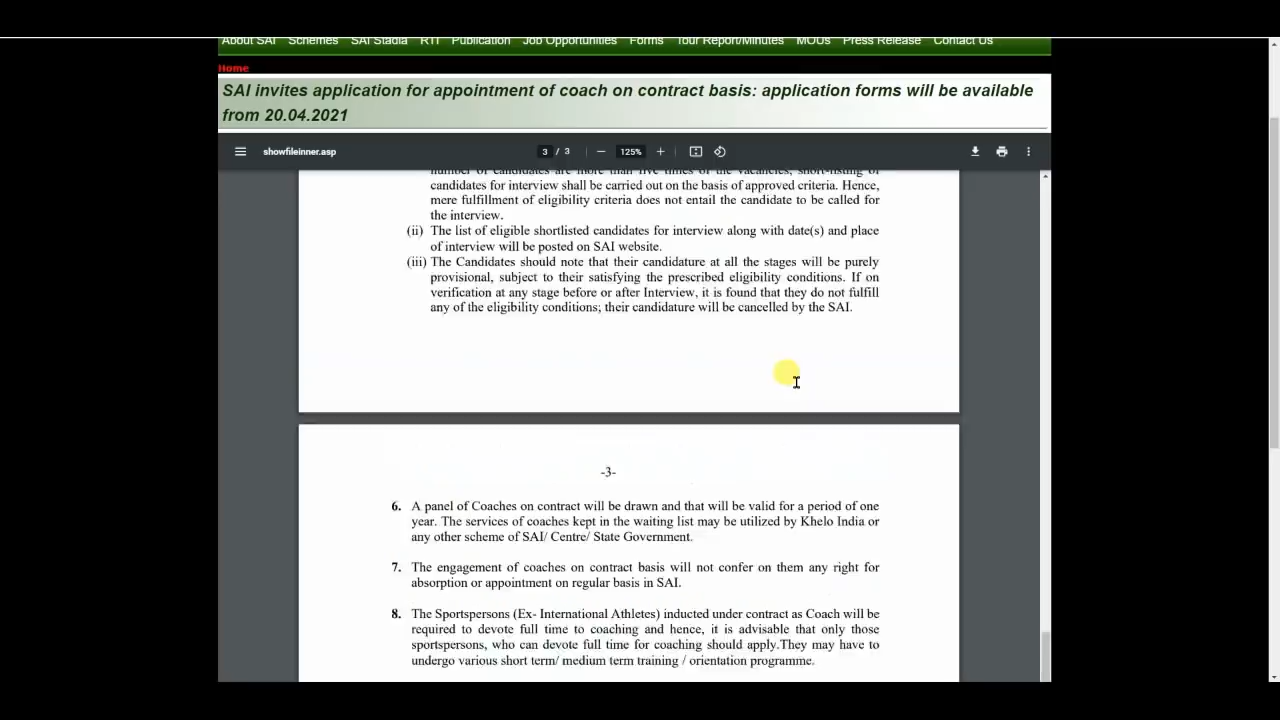 About SAI Schemes SAI Stadia RTI Publication Job Opportunities Forms Tour Report/Minutes MOUs Press Release Contact Us
Home
SAI invites application for appointment of coach on contract basis: application forms will be available
from 20.04.2021
showfileinner.asp 3 / 3 125%
number of candidates are more than five times of the vacancies, short-listing of
candidates for interview shall be carried out on the basis of approved criteria. Hence,
mere fulfillment of eligibility criteria does not entail the candidate to be called for
the interview.
(ii) The list of eligible shortlisted candidates for interview along with date(s) and place
of interview will be posted on SAI website.
(iii) The Candidates should note that their candidature at all the stages will be purely
provisional, subject to their satisfying the prescribed eligibility conditions. If on
verification at any stage before or after Interview, it is found that they do not fulfill
any of the eligibility conditions; their candidature will be cancelled by the SAI.
-3-
6. A panel of Coaches on contract will be drawn and that will be valid for a period of one
year. The services of coaches kept in the waiting list may be utilized by Khelo India or
any other scheme of SAI/ Centre/ State Government.
7. The engagement of coaches on contract basis will not confer on them any right for
absorption or appointment on regular basis in SAI.
8. The Sportspersons (Ex- International Athletes) inducted under contract as Coach will be
required to devote full time to coaching and hence, it is advisable that only those
sportspersons, who can devote full time for coaching should apply.They may have to
undergo various short term/ medium term training / orientation programme.